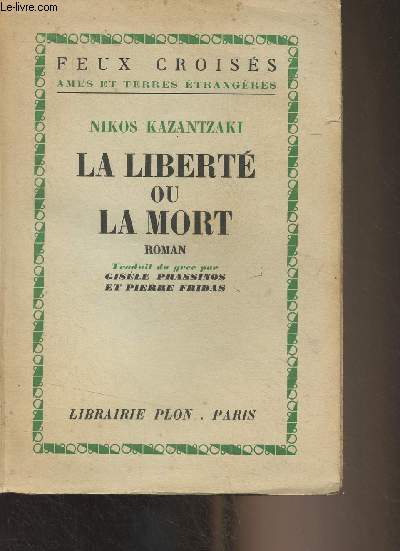 www.le-livre.com
FEUX CROISÉS
AMES ET TERRES ÉTRANGÈRES
NIKOS KAZANTZAKI
LA LIBERTÉ
OU
LA MORT
ROMAN
Traduit du grec par
GISÈLE PRASSINOS
ET PIERRE FRIDAS
LIBRAIRIE PLON . PARIS